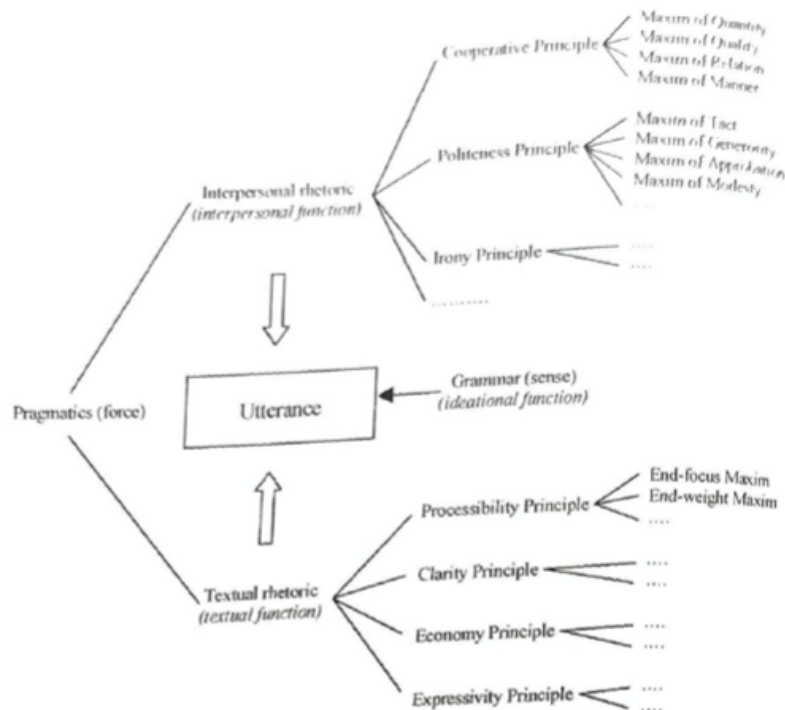 Maxim of Quantity
Maxim of Quality
Maxim of Relation
Maxim of Manner
Cooperative Principle
Maxim of Tact
Maxim of Generosity
Maxim of Approbation
Maxim of Modesty
....
Politeness Principle
Interpersonal rhetoric
(interpersonal function)
Irony Principle
....
....
..........
Grammar (sense)
(ideational function)
Utterance
Pragmatics (force)
End-focus Maxim
End-weight Maxim
....
Processibility Principle
Clarity Principle
....
....
Textual rhetoric
(textual function)
Economy Principle
....
....
Expressivity Principle
....
....